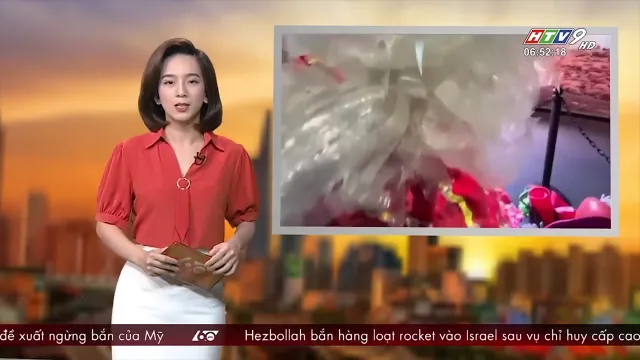 HTV9 HD
06:52:18
đề xuất ngừng bắn của Mỹ 60 Hezbollah bắn hàng loạt rocket vào Israel sau vụ chỉ huy cấp cao